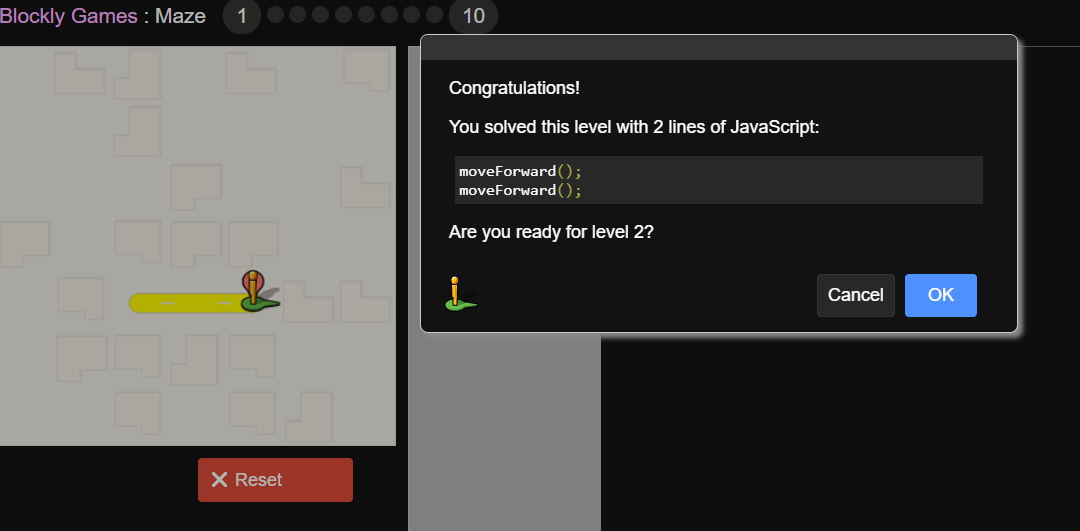 Blockly Games : Maze 1 10
Congratulations!
You solved this level with 2 lines of JavaScript:
moveForward();
moveForward();
Are you ready for level 2?
Cancel OK
Reset